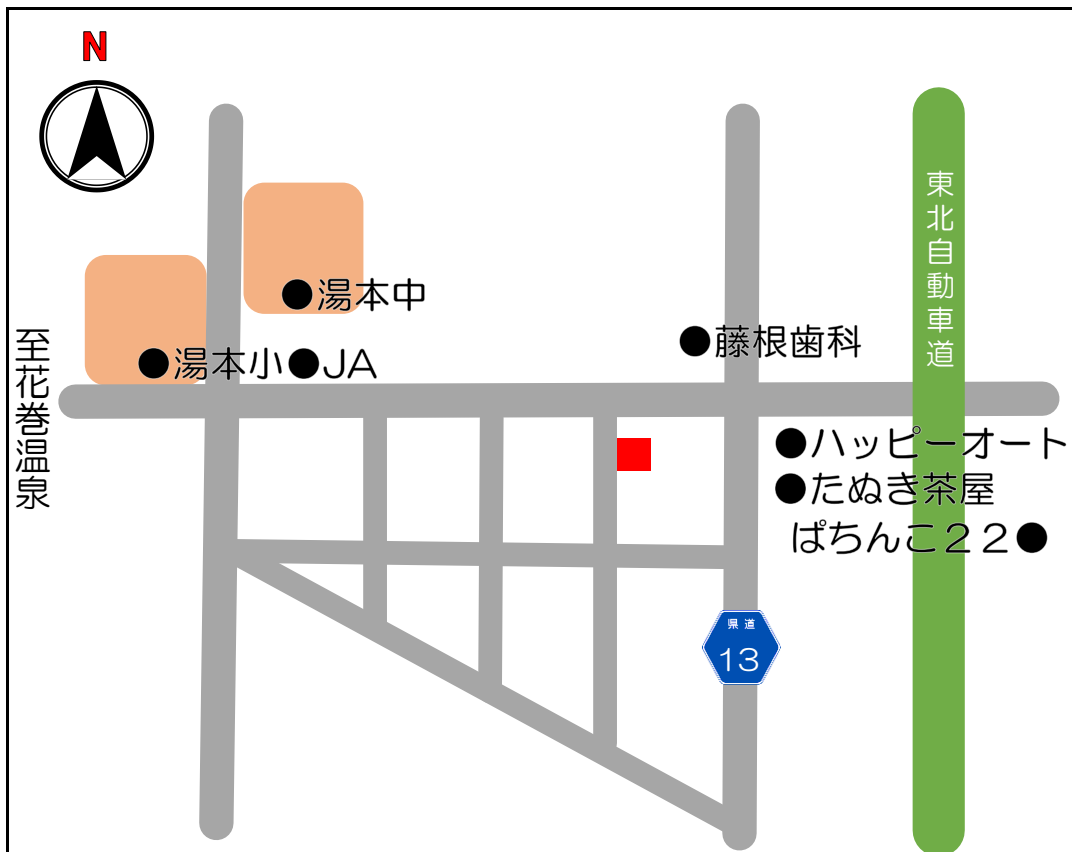 N
東北自動車道
●湯本中
至花巻温泉
●湯本小●JA
●藤根歯科
●ハッピーオート
●たぬき茶屋
ぱちんこ２２●
県道
13